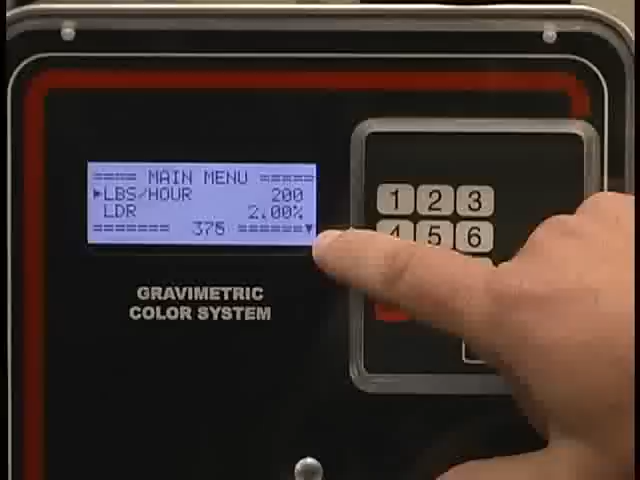 ==== MAIN MENU =====
►LBS/HOUR 200
LDR 2.00%
======= 375 ======▼
GRAVIMETRIC
COLOR SYSTEM
1 2 3
4 5 6